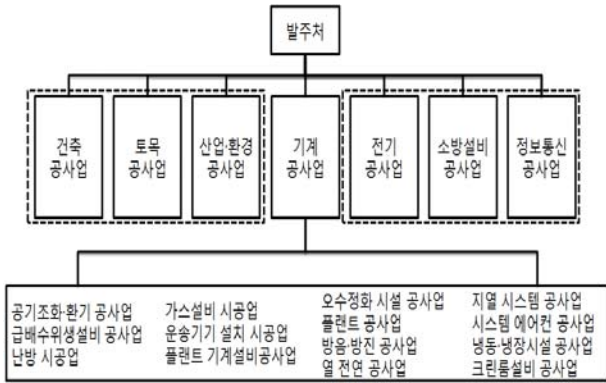 발주처
건축
공사업
토목
공사업
산업·환경
공사업
기계
공사업
전기
공사업
소방설비
공사업
정보통신
공사업
공기조화·환기 공사업
급배수위생설비 공사업
난방 시공업
가스설비 시공업
운송기기 설치 시공업
플랜트 기계설비공사업
오수정화 시설 공사업
플랜트 공사업
방음·방진 공사업
열 전연 공사업
지열 시스템 공사업
시스템 에어컨 공사업
냉동·냉장시설 공사업
크린룸설비 공사업